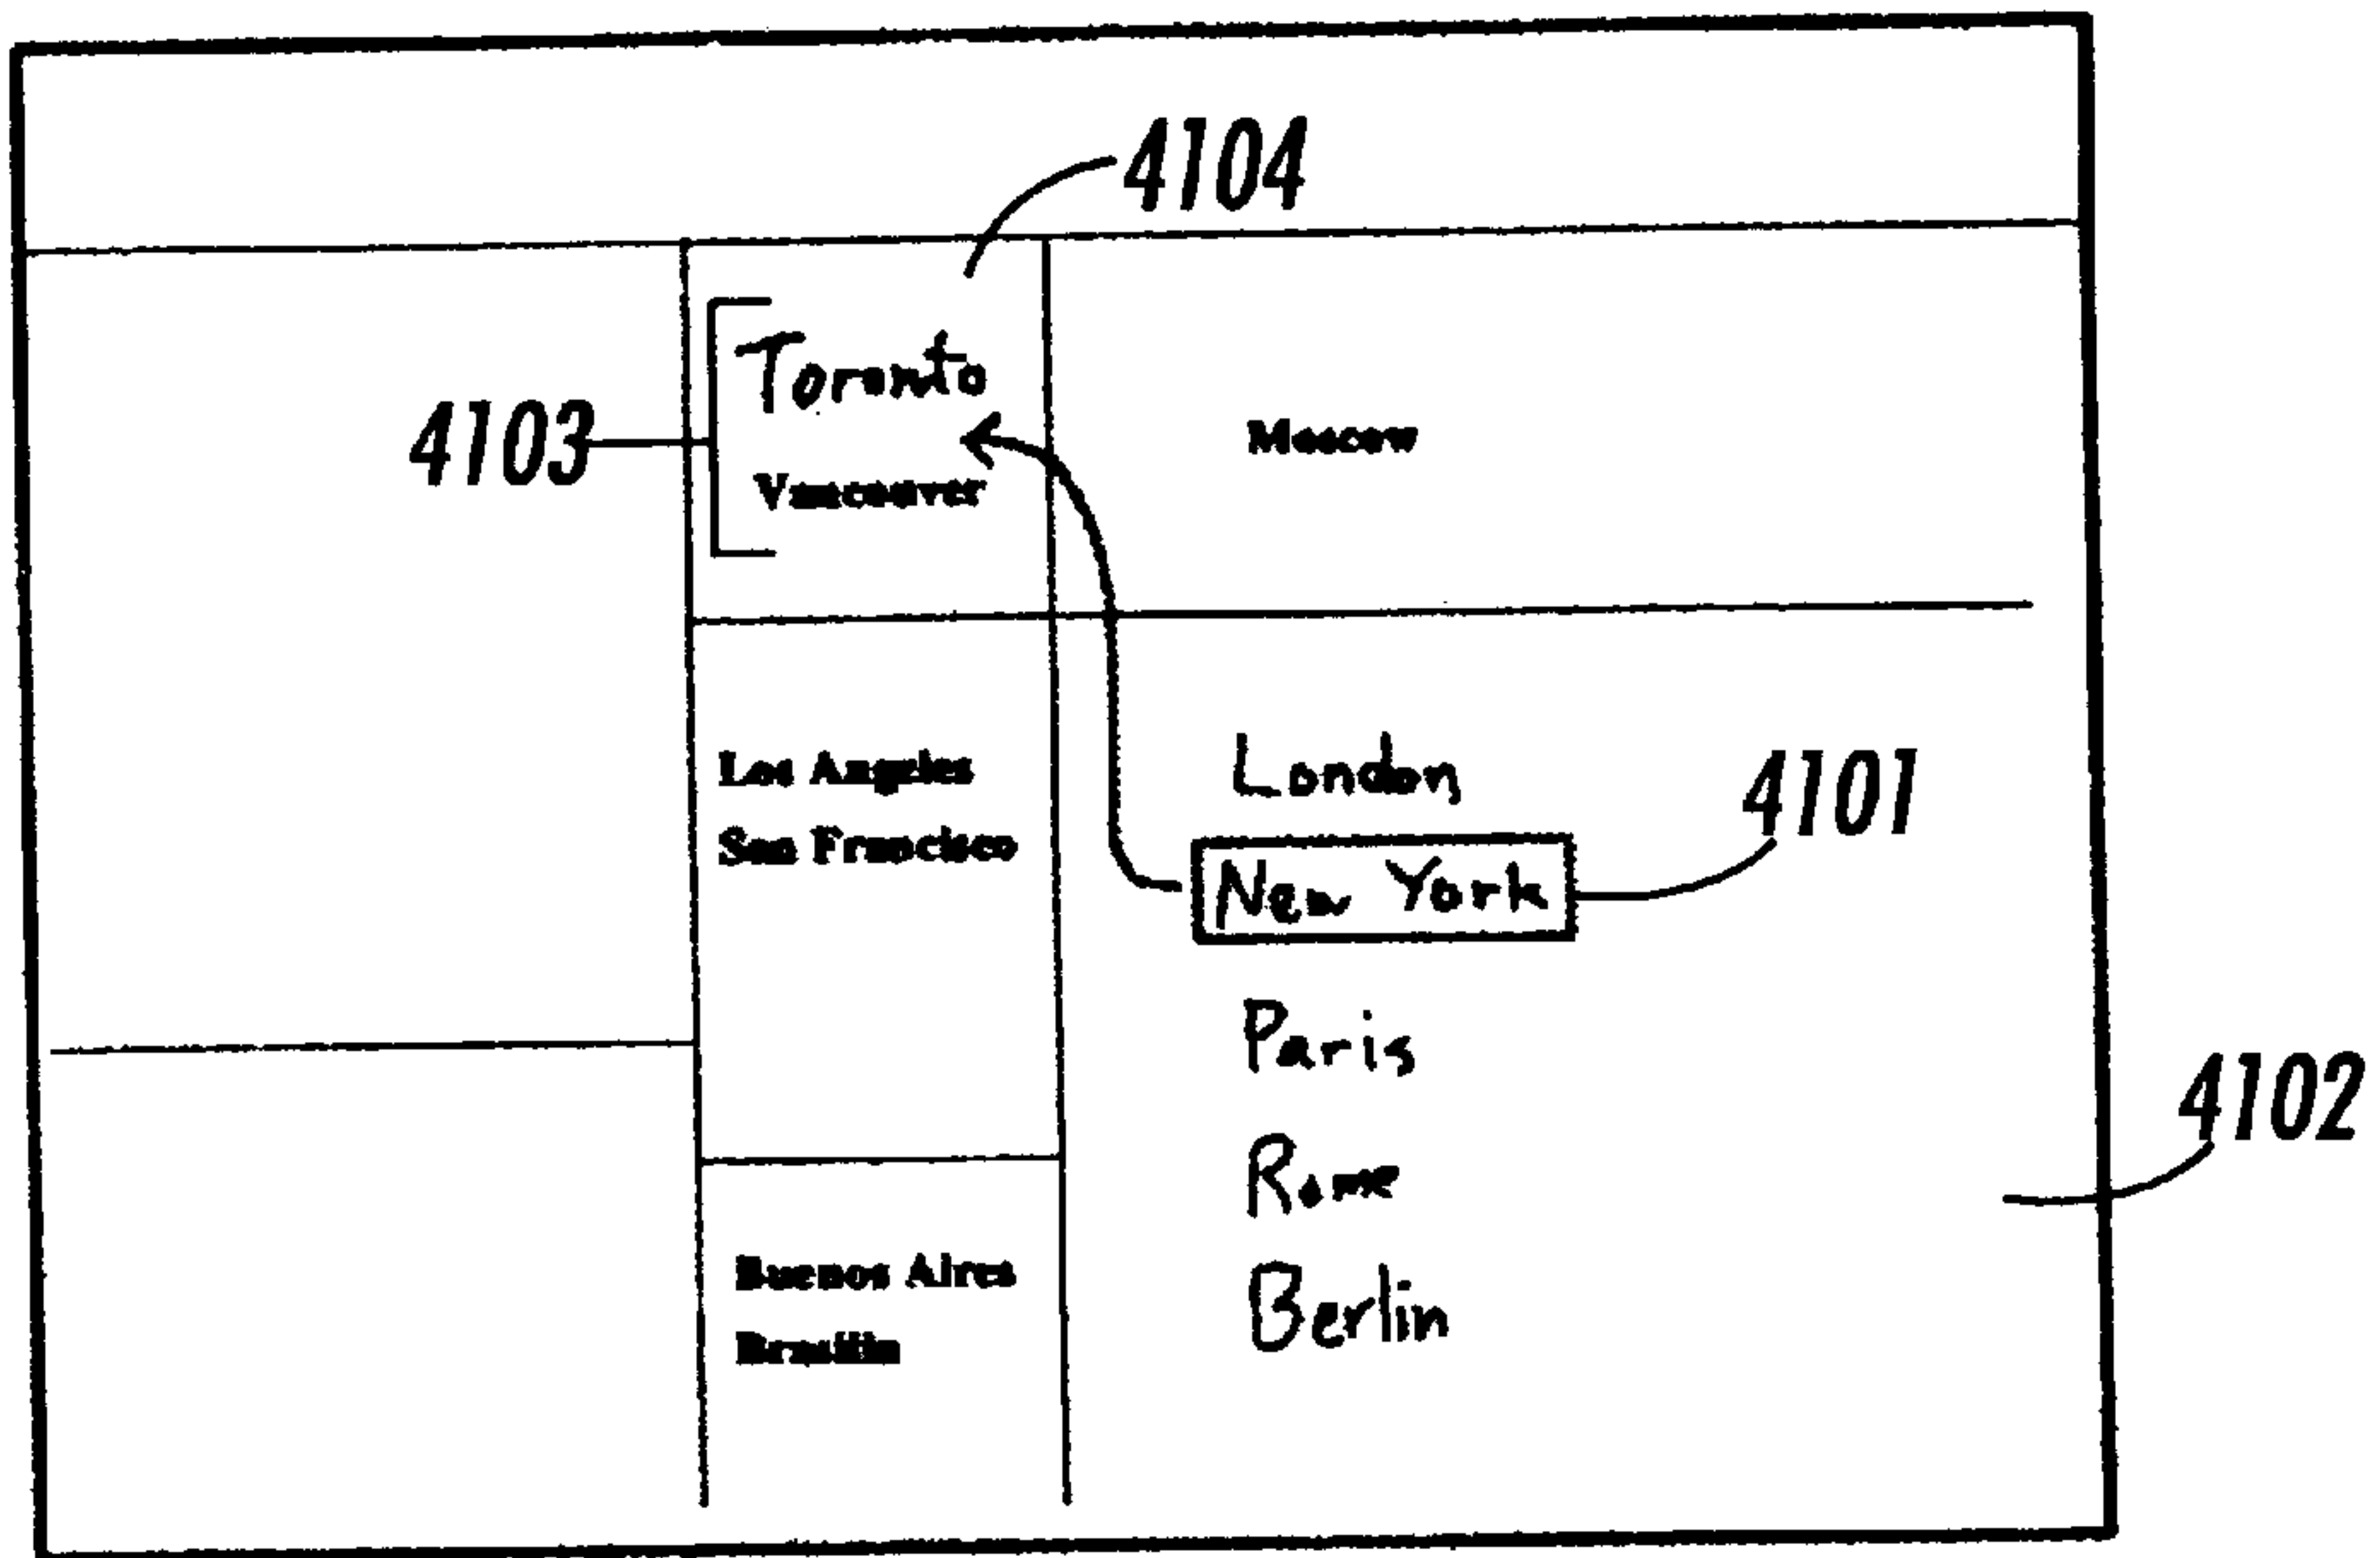 4104
Toronto
4103
Moscow
Vancouver
London
Los Angeles
4101
San Francisco
New York
Paris
4102
Rome
Buenos Aires
Berlin
Brasilia